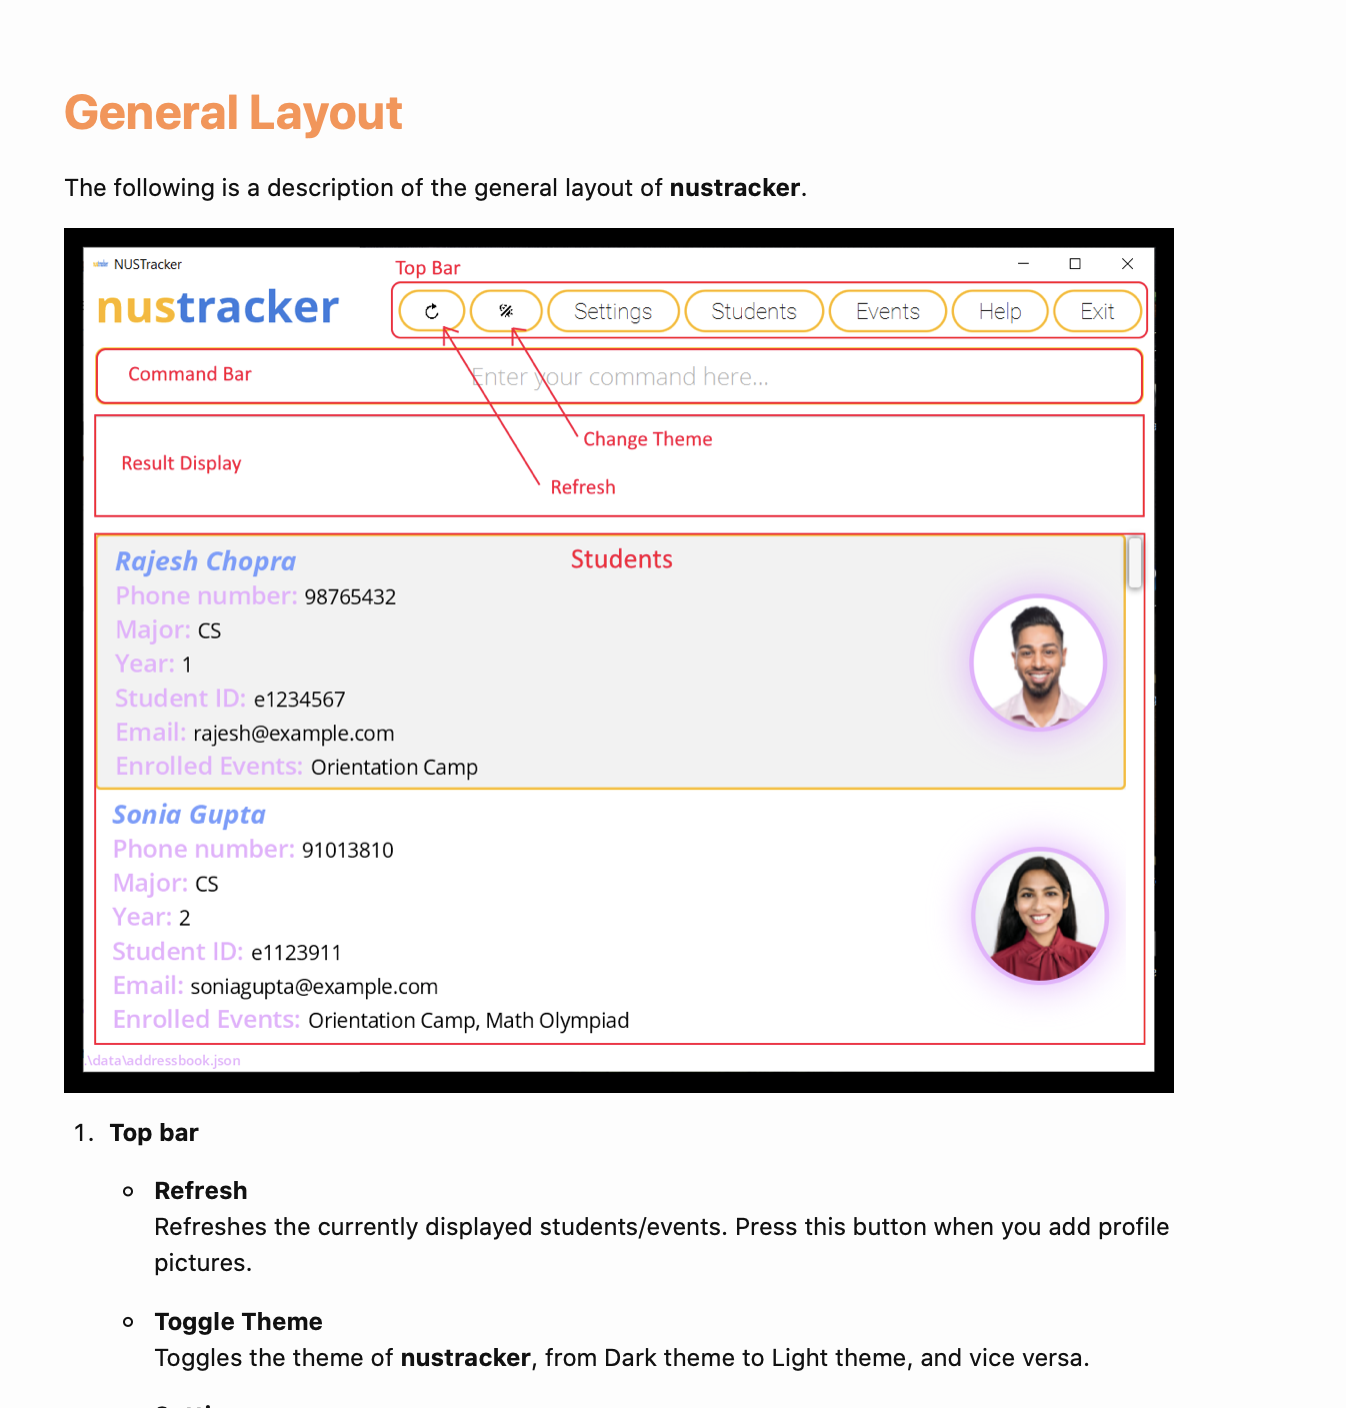 General Layout
The following is a description of the general layout of nustracker.
NUSTracker
Top Bar
nustracker
Settings
Students
Events
Help
Exit
Command Bar
Enter your command here...
Change Theme
Result Display
Refresh
Students
Rajesh Chopra
Phone number: 98765432
Major: CS
Year: 1
Student ID: e1234567
Email: rajesh@example.com
Enrolled Events: Orientation Camp
Sonia Gupta
Phone number: 91013810
Major: CS
Year: 2
Student ID: e1123911
Email: soniagupta@example.com
Enrolled Events: Orientation Camp, Math Olympiad
.\data\addressbook.json
1. Top bar
Refresh
Refreshes the currently displayed students/events. Press this button when you add profile
pictures.
Toggle Theme
Toggles the theme of nustracker, from Dark theme to Light theme, and vice versa.